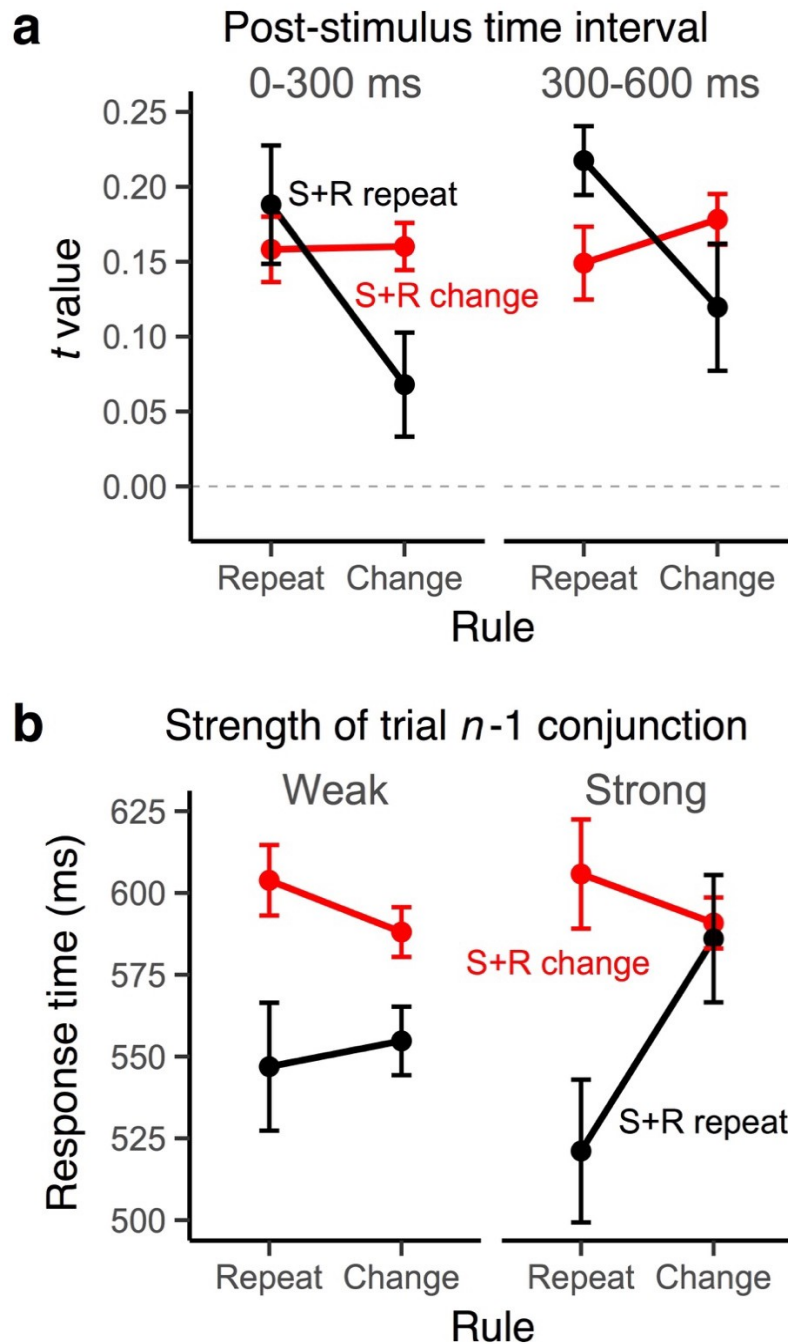 a Post-stimulus time interval
0-300 ms 300-600 ms
0.25
0.20
0.15
0.10
0.05
0.00
t value
S+R repeat
S+R change
Repeat Change Repeat Change
Rule
b Strength of trial n-1 conjunction
Weak Strong
625
600
575
550
525
500
Response time (ms)
S+R change
S+R repeat
Repeat Change Repeat Change
Rule